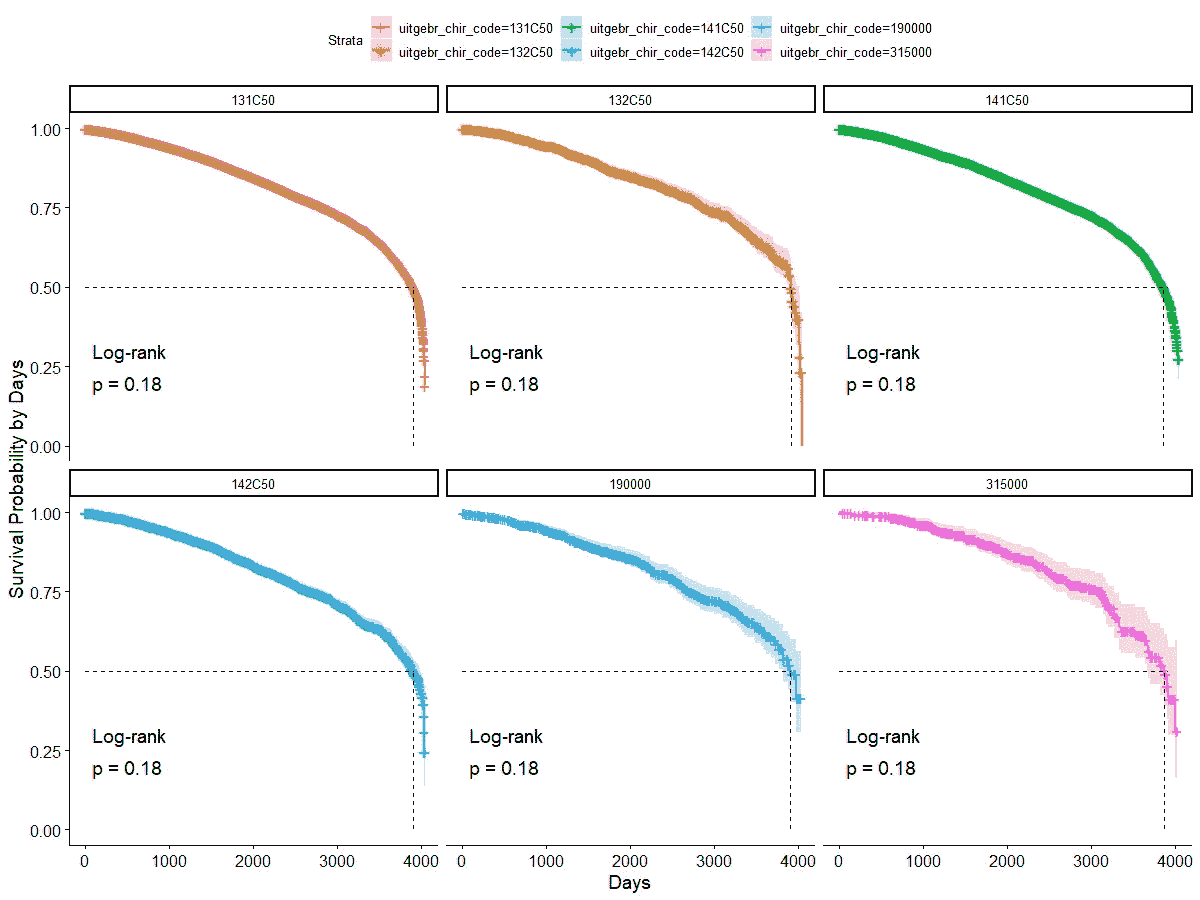 Strata
uitgebr_chir_code=131C50 uitgebr_chir_code=141C50 uitgebr_chir_code=190000
uitgebr_chir_code=132C50 uitgebr_chir_code=142C50 uitgebr_chir_code=315000
131C50 132C50 141C50
1.00
0.75
0.50
0.25
0.00
Log-rank Log-rank Log-rank
p = 0.18 p = 0.18 p = 0.18
Survival Probability by Days
142C50 190000 315000
1.00
0.75
0.50
0.25
0.00
Log-rank Log-rank Log-rank
p = 0.18 p = 0.18 p = 0.18
0 1000 2000 3000 4000 0 1000 2000 3000 4000 0 1000 2000 3000 4000
Days